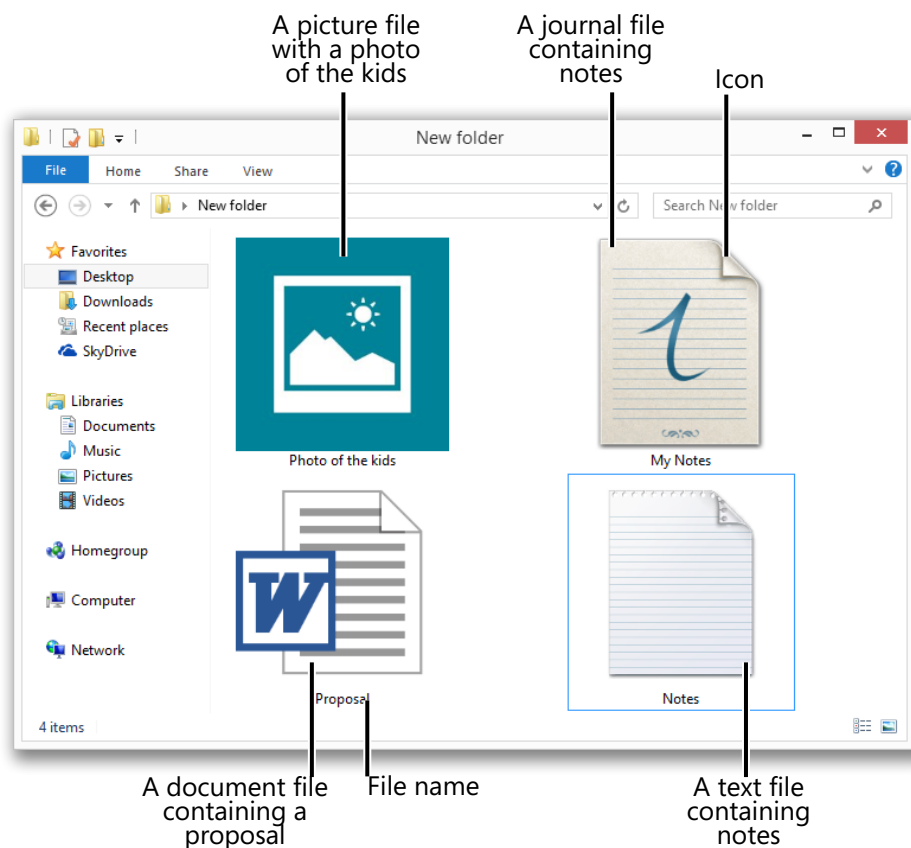 A picture file
with a photo
of the kids
A journal file
containing
notes
Icon
New folder
File Home Share View
New folder
Search New folder
Favorites
Desktop
Downloads
Recent places
SkyDrive
Libraries
Documents
Music
Pictures
Videos
Homegroup
Computer
Network
Photo of the kids
My Notes
W
Proposal
Notes
4 items
A document file
containing a
proposal
File name
A text file
containing
notes